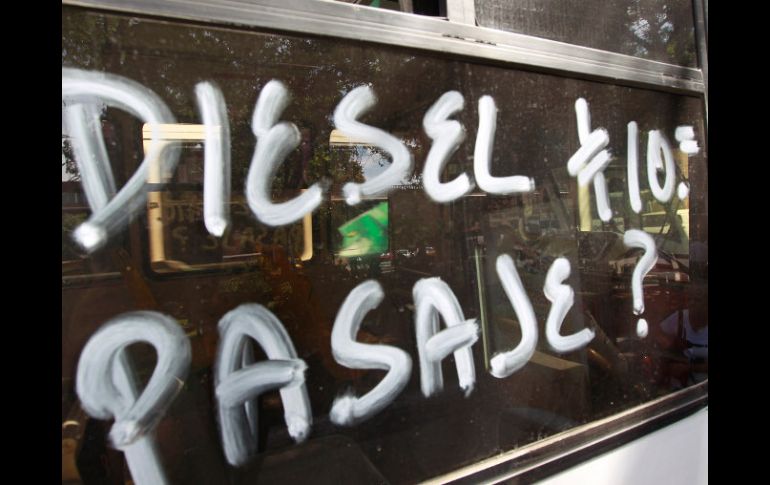 DIESEL $10.=
PASAJE?